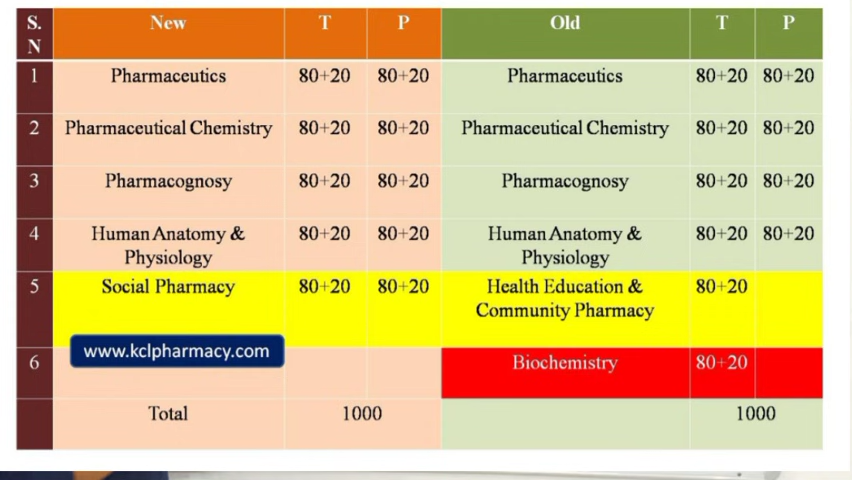 S. N New T P Old T P
1 Pharmaceutics 80+20 80+20 Pharmaceutics 80+20 80+20
2 Pharmaceutical Chemistry 80+20 80+20 Pharmaceutical Chemistry 80+20 80+20
3 Pharmacognosy 80+20 80+20 Pharmacognosy 80+20 80+20
4 Human Anatomy & 80+20 80+20 Human Anatomy & 80+20 80+20
Physiology Physiology
5 Social Pharmacy 80+20 80+20 Health Education & 80+20
Community Pharmacy
www.kclpharmacy.com
6 Biochemistry 80+20
Total 1000 1000